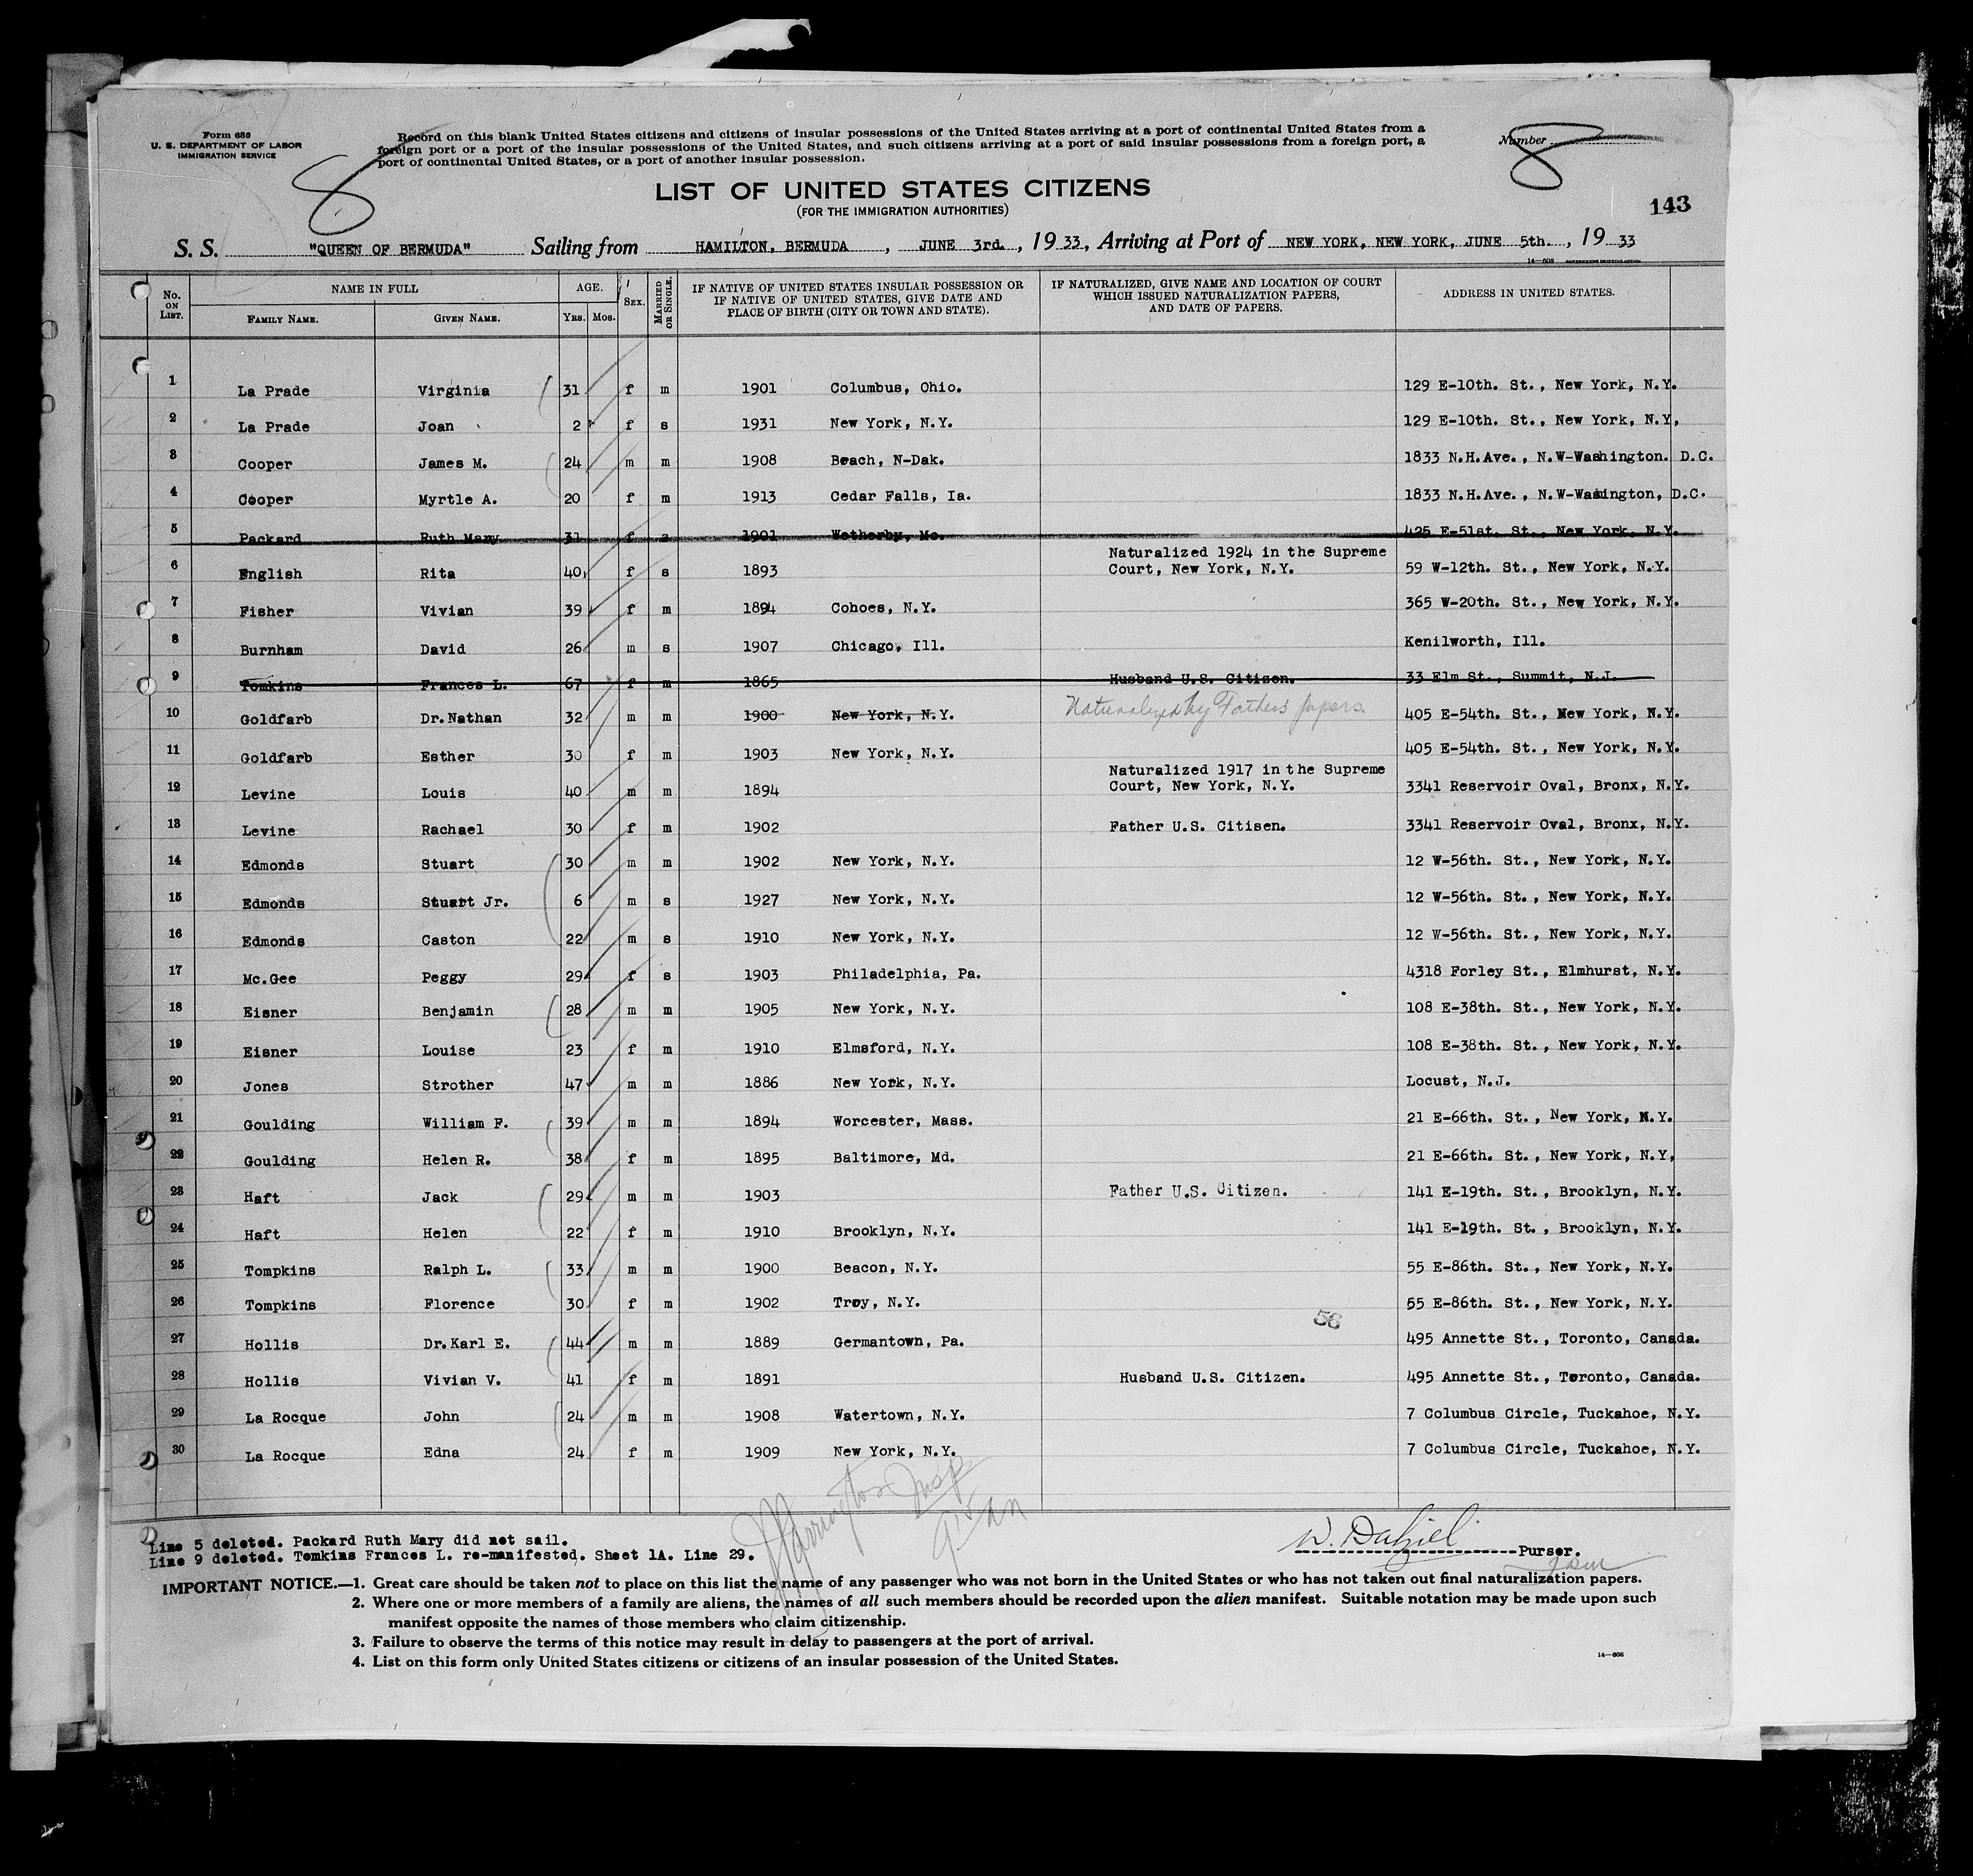 Form 686
U. S. DEPARTMENT OF LABOR
IMMIGRATION SERVICE
8
Record on this blank United States citizens and citizens of insular possessions of the United States arriving at a port of continental United States from a
foreign port or a port of the insular possessions of the United States, and such citizens arriving at a port of said insular possessions from a foreign port, a
port of continental United States, or a port of another insular possession.
Number 8
LIST OF UNITED STATES CITIZENS
(FOR THE IMMIGRATION AUTHORITIES)
143
S. S. "QUEEN OF BERMUDA" Sailing from HAMILTON, BERMUDA, JUNE 3rd., 1933, Arriving at Port of NEW YORK, NEW YORK, JUNE 5th., 1933
14—608 GOVERNMENT PRINTING OFFICE
No. ON LIST. NAME IN FULL FAMILY NAME. GIVEN NAME. AGE. YRS. MOS. SEX. MARRIED OR SINGLE. IF NATIVE OF UNITED STATES INSULAR POSSESSION OR IF NATIVE OF UNITED STATES, GIVE DATE AND PLACE OF BIRTH (CITY OR TOWN AND STATE). IF NATURALIZED, GIVE NAME AND LOCATION OF COURT WHICH ISSUED NATURALIZATION PAPERS, AND DATE OF PAPERS. ADDRESS IN UNITED STATES.
1 La Prade Virginia 31 f m 1901 Columbus, Ohio. 129 E-10th. St., New York, N.Y.
2 La Prade Joan 2 f s 1931 New York, N.Y. 129 E-10th. St., New York, N.Y,
3 Cooper James M. 24 m m 1908 Beach, N-Dak. 1833 N.H.Ave., N.W-Washington. D.C.
4 Cooper Myrtle A. 20 f m 1913 Cedar Falls, Ia. 1833 N.H.Ave., N.W-Washington, D.C.
5 Packard Ruth Mary 31 f s 1901 Wetherby, Mo. 425 E-51st. St., New York, N.Y.
6 English Rita 40 f s 1893 Naturalized 1924 in the Supreme Court, New York, N.Y. 59 W-12th. St., New York, N.Y.
7 Fisher Vivian 39 f m 1894 Cohoes, N.Y. 365 W-20th. St., New York, N.Y.
8 Burnham David 26 m s 1907 Chicago, Ill. Kenilworth, Ill.
9 Tomkins Frances L. 67 f m 1865 Husband U.S. Citizen. 33 Elm St., Summit, N.J.
10 Goldfarb Dr.Nathan 32 m m 1900 New York, N.Y. Naturalized by Fathers papers. 405 E-54th. St., New York, N.Y.
11 Goldfarb Esther 30 f m 1903 New York, N.Y. 405 E-54th. St., New York, N.Y.
12 Levine Louis 40 m m 1894 Naturalized 1917 in the Supreme Court, New York, N.Y. 3341 Reservoir Oval, Bronx, N.Y.
13 Levine Rachael 30 f m 1902 Father U.S. Citisen. 3341 Reservoir Oval, Bronx, N.Y.
14 Edmonds Stuart 30 m m 1902 New York, N.Y. 12 W-56th. St., New York, N.Y.
15 Edmonds Stuart Jr. 6 m s 1927 New York, N.Y. 12 W-56th. St., New York, N.Y.
16 Edmonds Caston 22 m s 1910 New York, N.Y. 12 W-56th. St., New York, N.Y.
17 Mc.Gee Peggy 29 f s 1903 Philadelphia, Pa. 4318 Forley St., Elmhurst, N.Y.
18 Eisner Benjamin 28 m m 1905 New York, N.Y. 108 E-38th. St., New York, N.Y.
19 Eisner Louise 23 f m 1910 Elmsford, N.Y. 108 E-38th. St., New York, N.Y.
20 Jones Strother 47 m m 1886 New York, N.Y. Locust, N.J.
21 Goulding William F. 39 m m 1894 Worcester, Mass. 21 E-66th. St., New York, N.Y.
22 Goulding Helen R. 38 f m 1895 Baltimore, Md. 21 E-66th. St., New York, N.Y,
23 Haft Jack 29 m m 1903 Father U.S. Citizen. 141 E-19th. St., Brooklyn, N.Y.
24 Haft Helen 22 f m 1910 Brooklyn, N.Y. 141 E-19th. St., Brooklyn, N.Y.
25 Tompkins Ralph L. 33 m m 1900 Beacon, N.Y. 55 E-86th. St., New York, N.Y.
26 Tompkins Florence 30 f m 1902 Troy, N.Y. 55 E-86th. St., New York, N.Y.
56
27 Hollis Dr.Karl E. 44 m m 1889 Germantown, Pa. 495 Annette St., Toronto, Canada.
28 Hollis Vivian V. 41 f m 1891 Husband U.S. Citizen. 495 Annette St., Toronto, Canada.
29 La Rocque John 24 m m 1908 Watertown, N.Y. 7 Columbus Circle, Tuckahoe, N.Y.
30 La Rocque Edna 24 f m 1909 New York, N.Y. 7 Columbus Circle, Tuckahoe, N.Y.
Harrington Insp
Line 5 deleted. Packard Ruth Mary did not sail.
Line 9 deleted. Tomkins Frances L. re-manifested. Sheet 1A. Line 29.
W. Dalziel Purser.
IMPORTANT NOTICE.—1. Great care should be taken not to place on this list the name of any passenger who was not born in the United States or who has not taken out final naturalization papers.
2. Where one or more members of a family are aliens, the names of all such members should be recorded upon the alien manifest. Suitable notation may be made upon such
manifest opposite the names of those members who claim citizenship.
3. Failure to observe the terms of this notice may result in delay to passengers at the port of arrival.
4. List on this form only United States citizens or citizens of an insular possession of the United States.
14—608